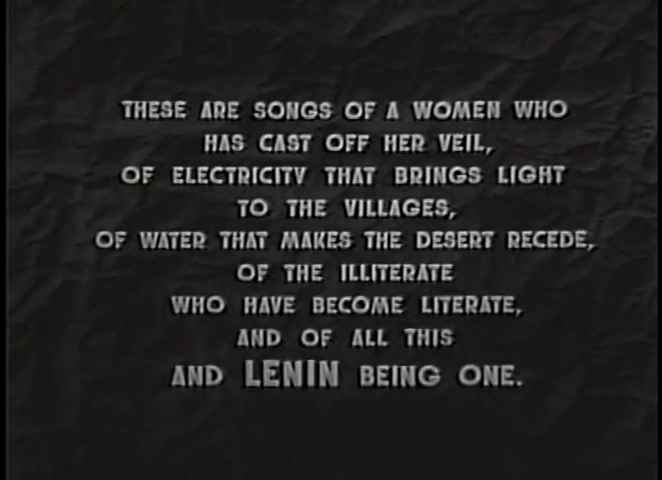 THESE ARE SONGS OF A WOMEN WHO
HAS CAST OFF HER VEIL,
OF ELECTRICITY THAT BRINGS LIGHT
TO THE VILLAGES,
OF WATER THAT MAKES THE DESERT RECEDE,
OF THE ILLITERATE
WHO HAVE BECOME LITERATE,
AND OF ALL THIS
AND LENIN BEING ONE.